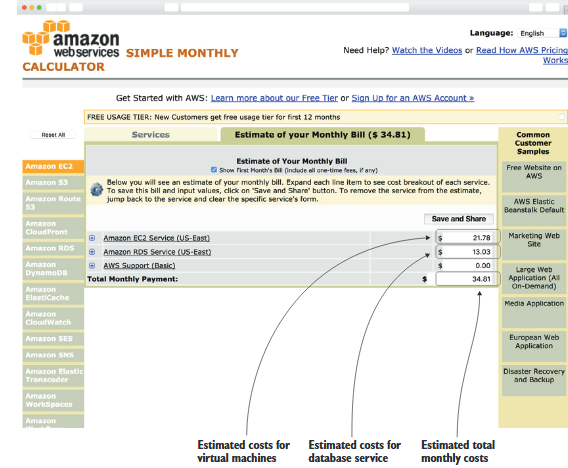 Language: English
amazon
webservices SIMPLE MONTHLY
CALCULATOR
Need Help? Watch the Videos or Read How AWS Pricing
Works
Get Started with AWS: Learn more about our Free Tier or Sign Up for an AWS Account »
FREE USAGE TIER: New Customers get free usage tier for first 12 months
Reset All
Services
Estimate of your Monthly Bill ($ 34.81)
Common
Customer
Samples
Estimate of Your Monthly Bill
Show First Month's Bill (include all one-time fees, if any)
Below you will see an estimate of your monthly bill. Expand each line item to see cost breakout of each service.
To save this bill and input values, click on 'Save and Share' button. To remove the service from the estimate,
jump back to the service and clear the specific service's form.
Save and Share
Amazon EC2 Service (US-East) $ 21.78
Amazon RDS Service (US-East) $ 13.03
AWS Support (Basic) $ 0.00
Total Monthly Payment: $ 34.81
Amazon EC2
Amazon S3
Amazon Route
S3
Amazon
CloudFront
Amazon RDS
Amazon
DynamoDB
Amazon
ElastiCache
Amazon
CloudWatch
Amazon SES
Amazon SNS
Amazon Elastic
Transcoder
Amazon
WorkSpaces
Amazon
Free Website on
AWS
AWS Elastic
Beanstalk Default
Marketing Web
Site
Large Web
Application (All
On-Demand)
Media Application
European Web
Application
Disaster Recovery
and Backup
Estimated costs for
virtual machines
Estimated costs for
database service
Estimated total
monthly costs